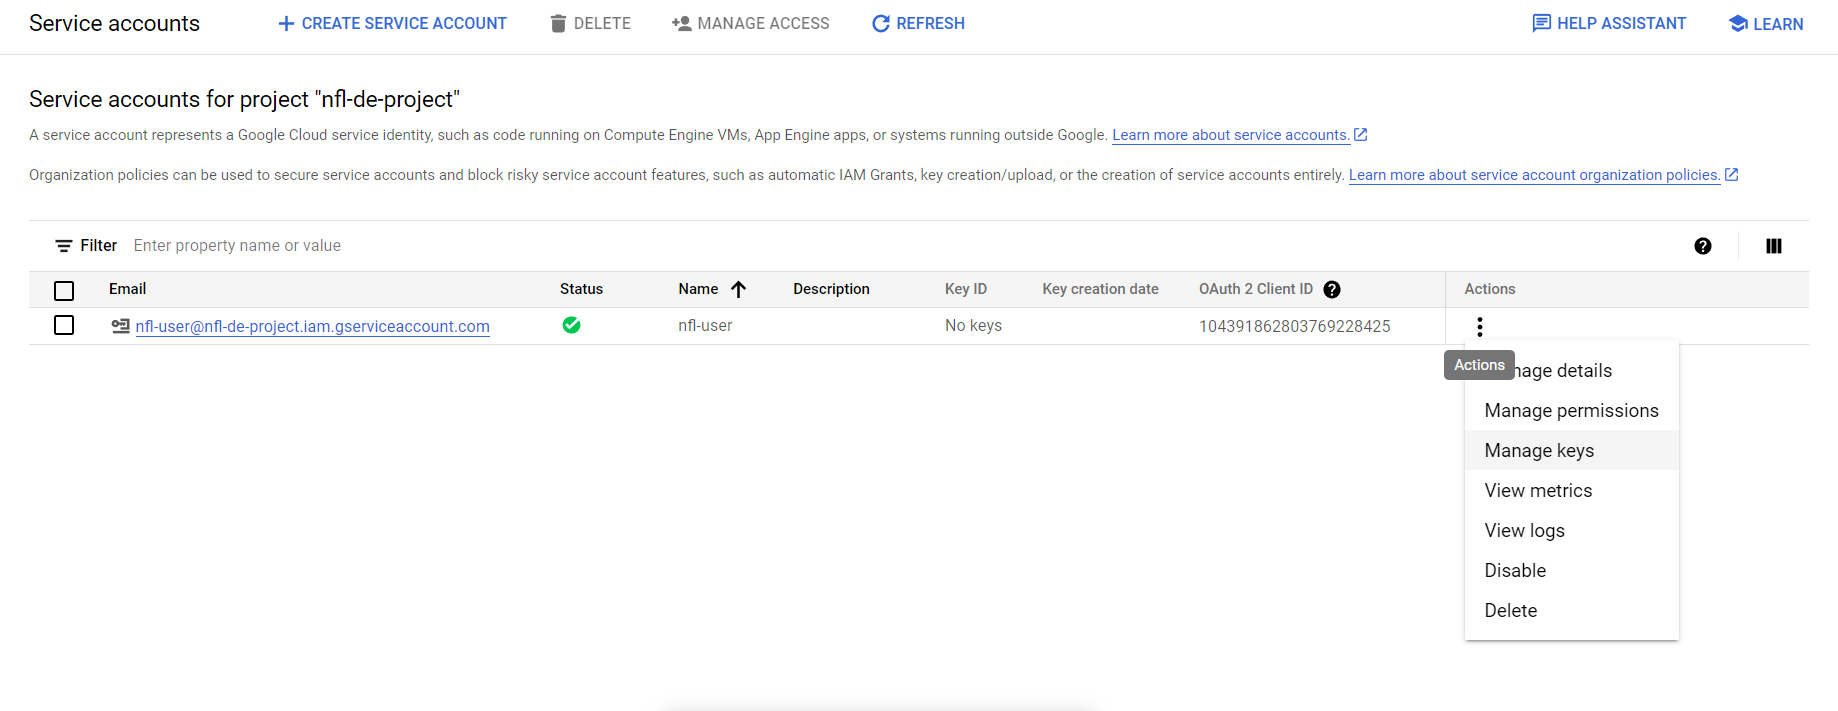 Service accounts
CREATE SERVICE ACCOUNT
DELETE
MANAGE ACCESS
REFRESH
HELP ASSISTANT
LEARN
Service accounts for project "nfl-de-project"
A service account represents a Google Cloud service identity, such as code running on Compute Engine VMs, App Engine apps, or systems running outside Google. Learn more about service accounts.
Organization policies can be used to secure service accounts and block risky service account features, such as automatic IAM Grants, key creation/upload, or the creation of service accounts entirely. Learn more about service account organization policies.
Filter Enter property name or value
Email Status Name Description Key ID Key creation date OAuth 2 Client ID Actions
nfl-user@nfl-de-project.iam.gserviceaccount.com nfl-user No keys 104391862803769228425
Actions
nage details
Manage permissions
Manage keys
View metrics
View logs
Disable
Delete